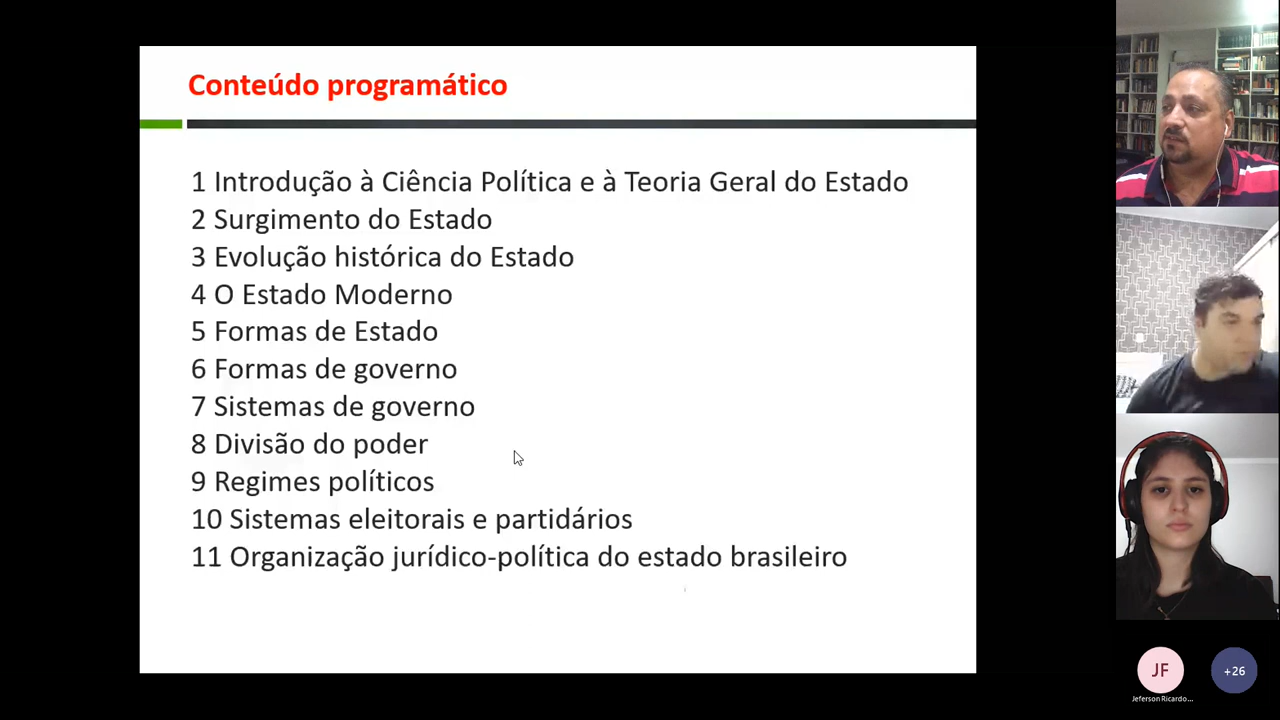 Conteúdo programático
1 Introdução à Ciência Política e à Teoria Geral do Estado
2 Surgimento do Estado
3 Evolução histórica do Estado
4 O Estado Moderno
5 Formas de Estado
6 Formas de governo
7 Sistemas de governo
8 Divisão do poder
9 Regimes políticos
10 Sistemas eleitorais e partidários
11 Organização jurídico-política do estado brasileiro
JF
+26
Jeferson Ricardo...